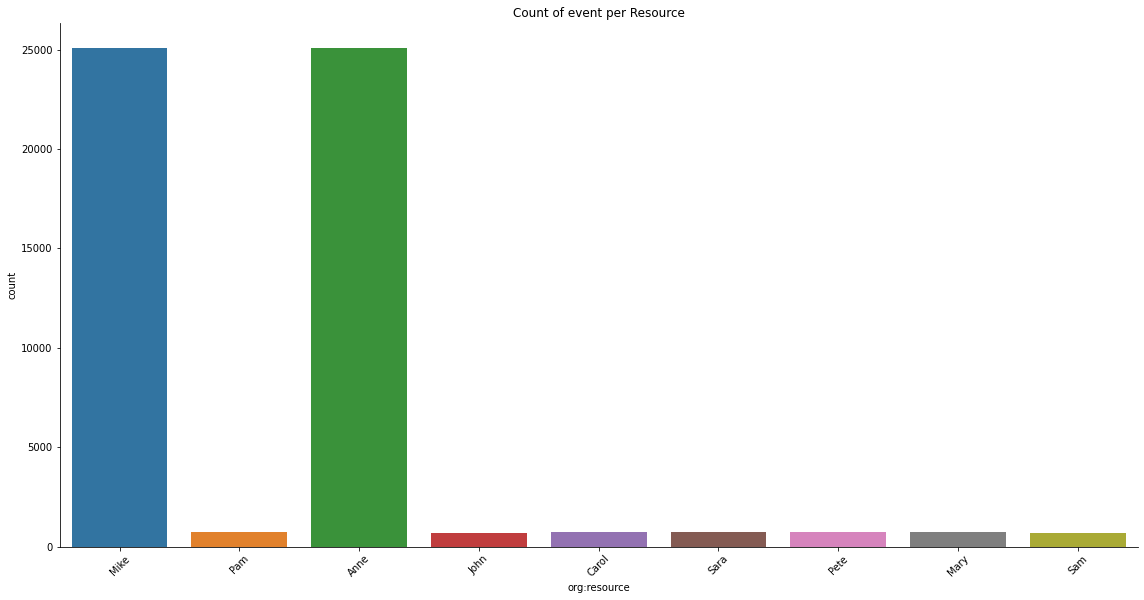 Count of event per Resource
25000
20000
15000
10000
5000
0
count
Mike
Pam
Anne
John
Carol
Sara
Pete
Mary
Sam
org:resource